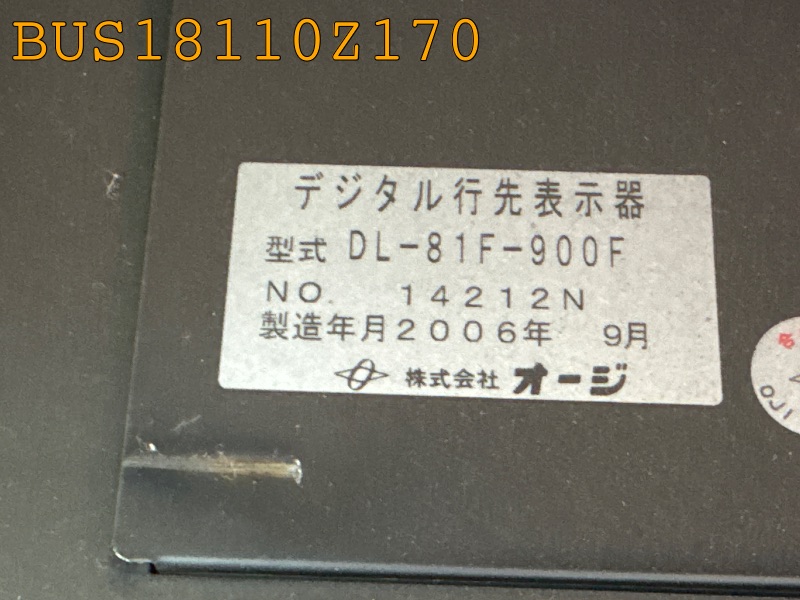 BUS18110Z170
デジタル行先表示器
型式 DL-81F-900F
NO. 14212N
製造年月2006年 9月
株式会社 オージ
OJI